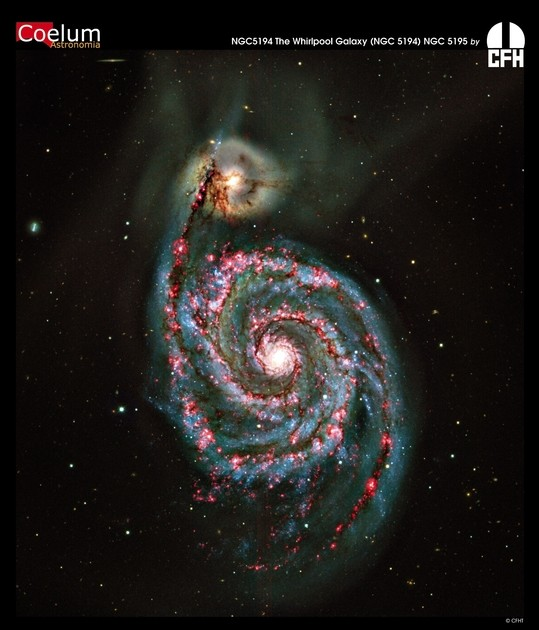 Coelum
Astronomia
NGC5194 The Whirlpool Galaxy (NGC 5194) NGC 5195 by
CFH
© CFHT